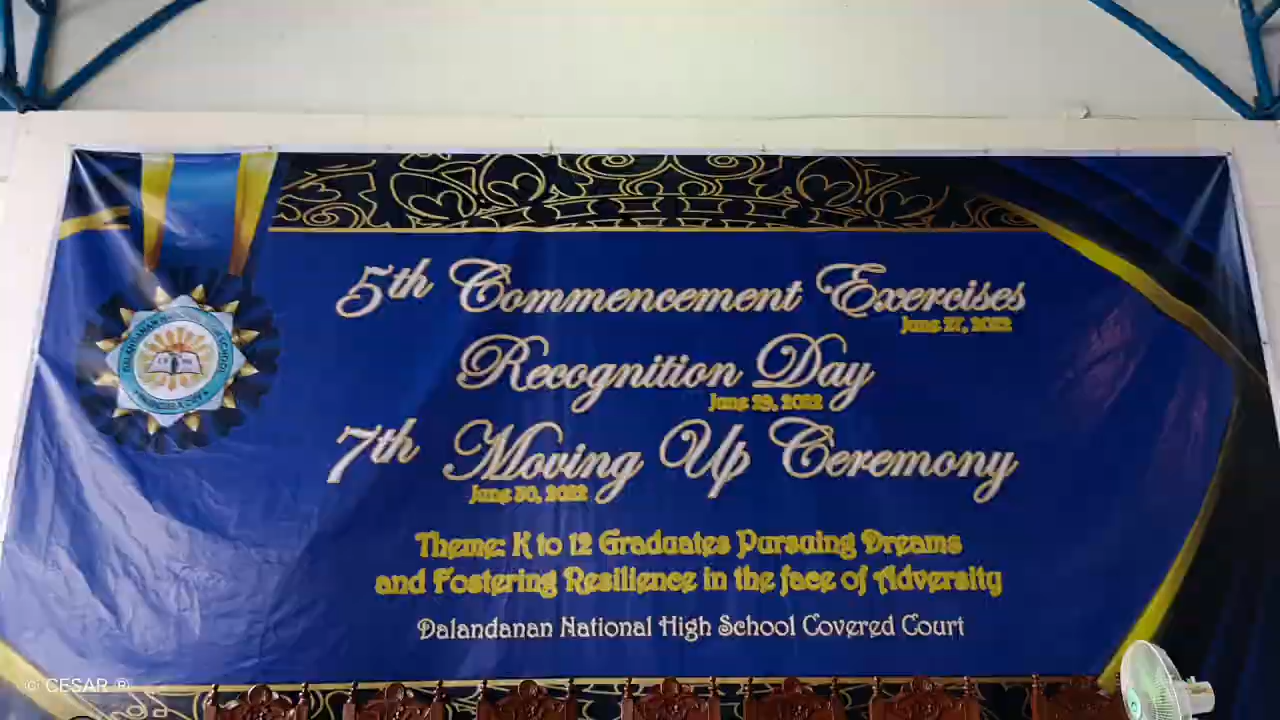 5th Commencement Exercises
June 27, 2022
Recognition Day
June 29, 2022
7th Moving Up Ceremony
June 30, 2022
Theme: K to 12 Graduates Pursuing Dreams
and Fostering Resilience in the face of Adversity
Dalandanan National High School Covered Court
© CESAR ®